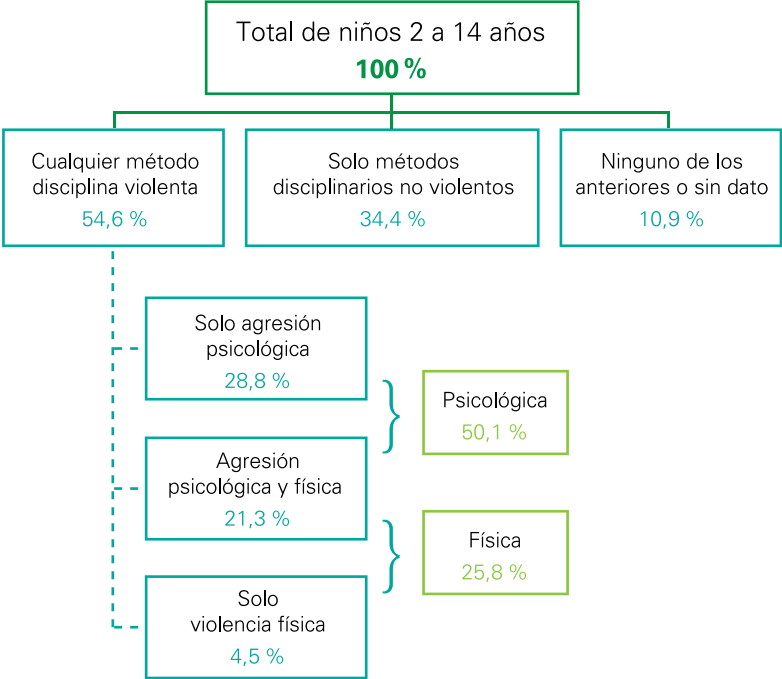 Total de niños 2 a 14 años
100 %
Cualquier método
disciplina violenta
54,6 %
Solo métodos
disciplinarios no violentos
34,4 %
Ninguno de los
anteriores o sin dato
10,9 %
Solo agresión
psicológica
28,8 %
Psicológica
50,1 %
Agresión
psicológica y física
21,3 %
Física
25,8 %
Solo
violencia física
4,5 %